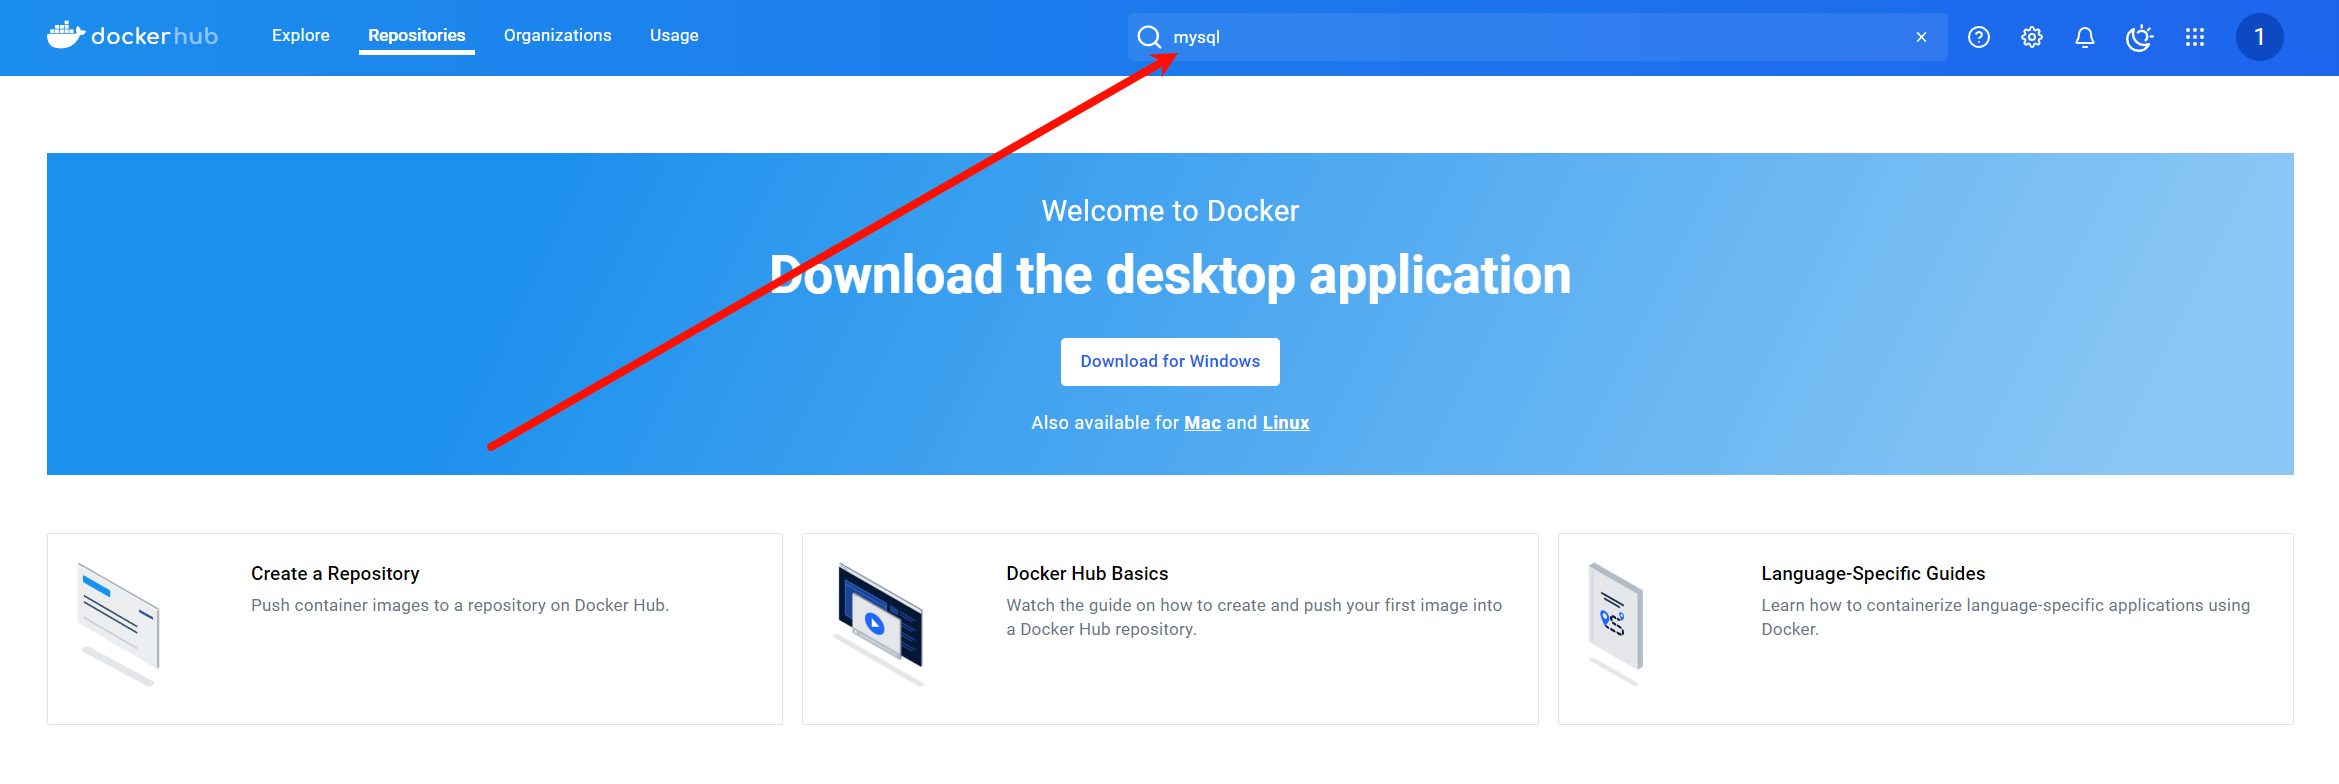 dockerhub
Explore
Repositories
Organizations
Usage
mysql
1
Welcome to Docker
Download the desktop application
Download for Windows
Also available for Mac and Linux
Create a Repository
Push container images to a repository on Docker Hub.
Docker Hub Basics
Watch the guide on how to create and push your first image into
a Docker Hub repository.
Language-Specific Guides
Learn how to containerize language-specific applications using
Docker.